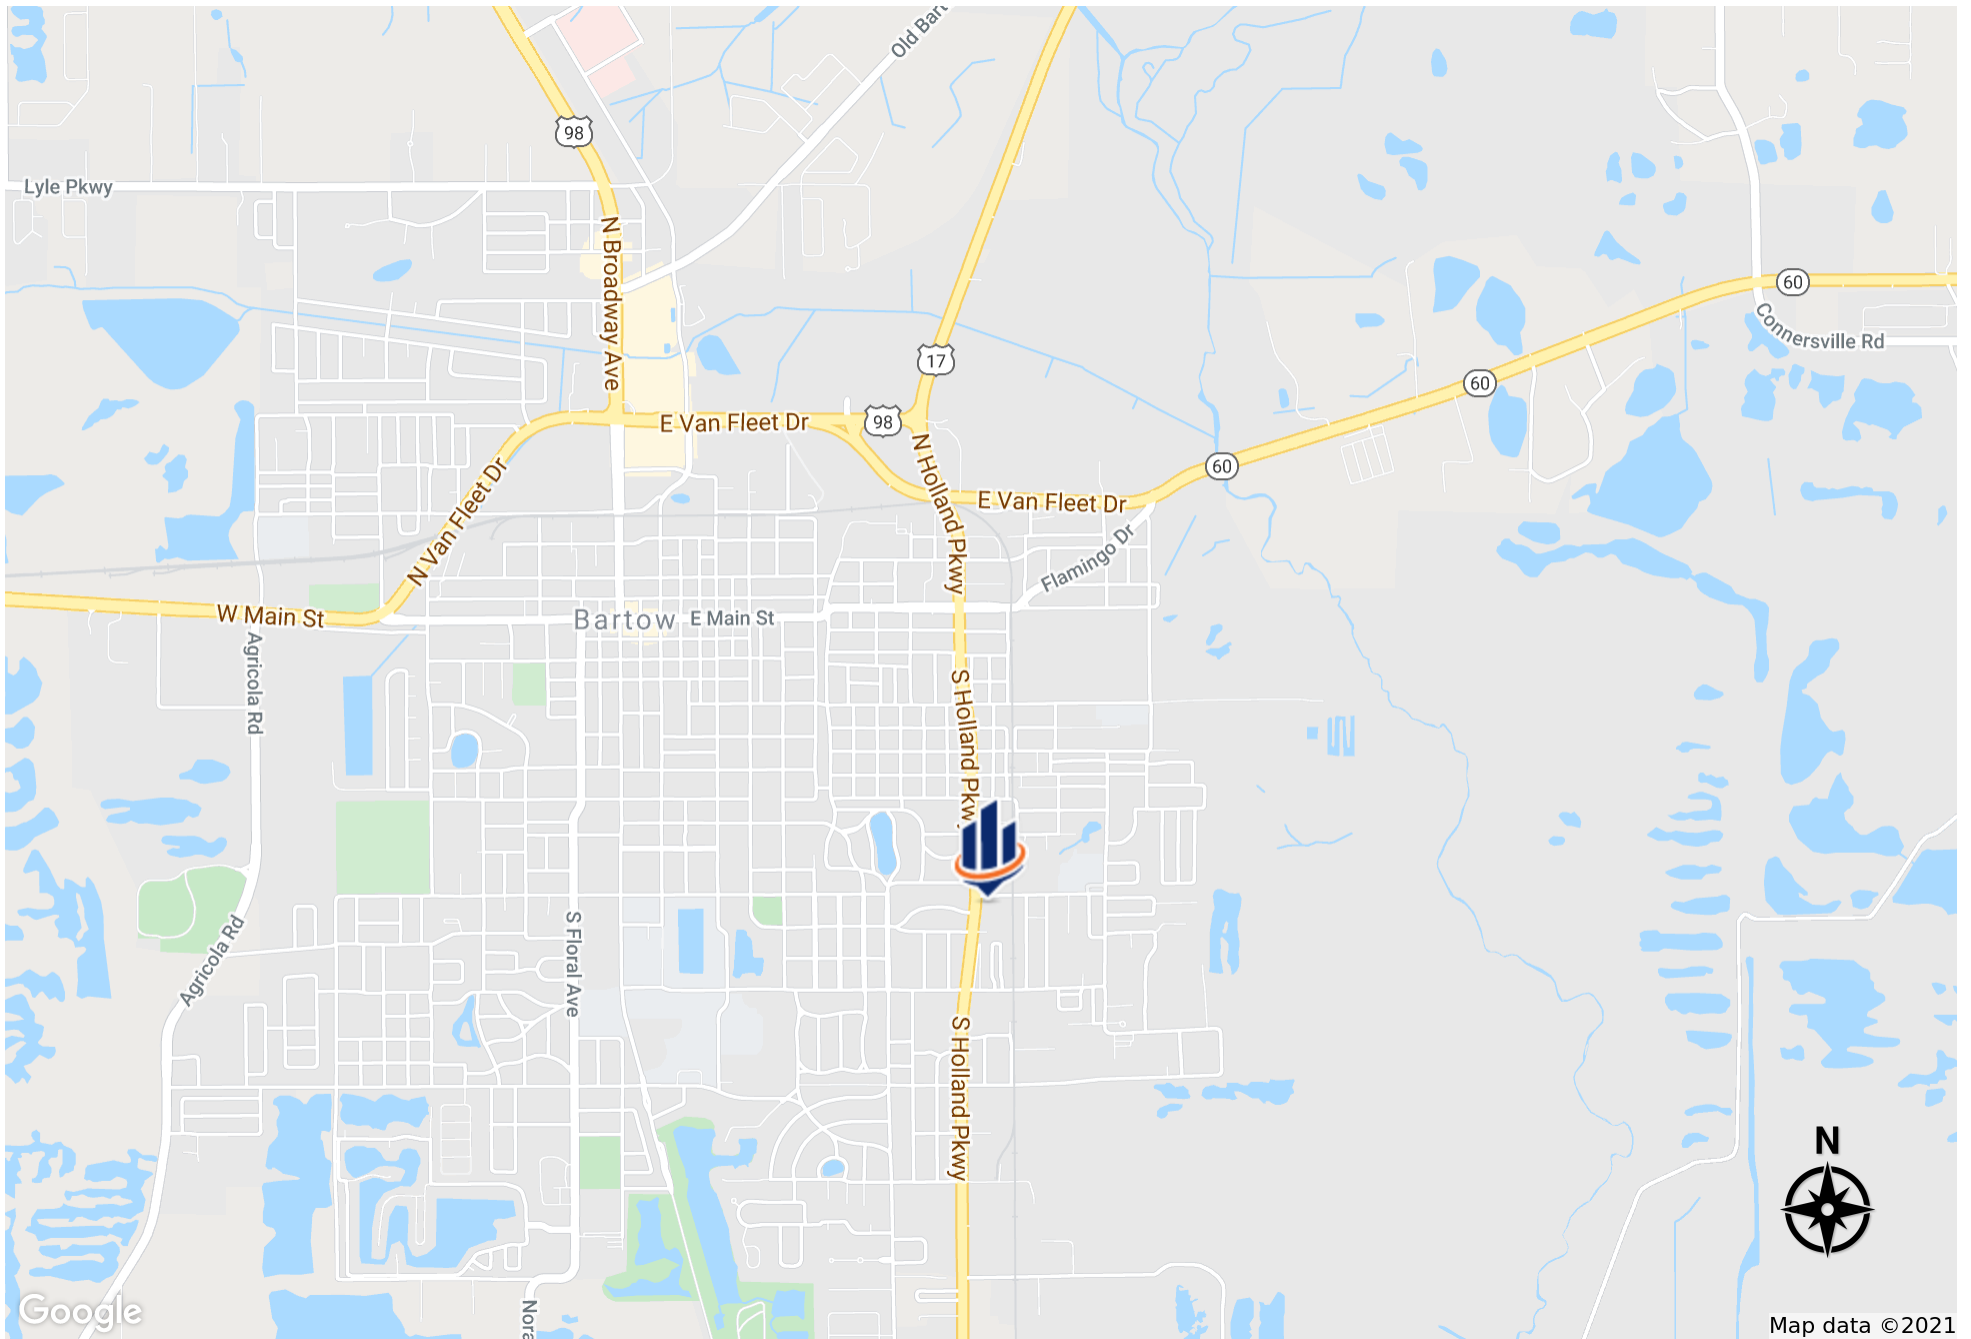 Old Bart
98
Lyle Pkwy
N Broadway Ave
60
Connersville Rd
17
60
E Van Fleet Dr
98
N Holland Pkwy
60
N Van Fleet Dr
E Van Fleet Dr
Flamingo Dr
W Main St
Bartow
E Main St
Agricola Rd
S Holland Pkwy
S Floral Ave
Agricola Rd
S Holland Pkwy
N
Nora
Google
Map data ©2021